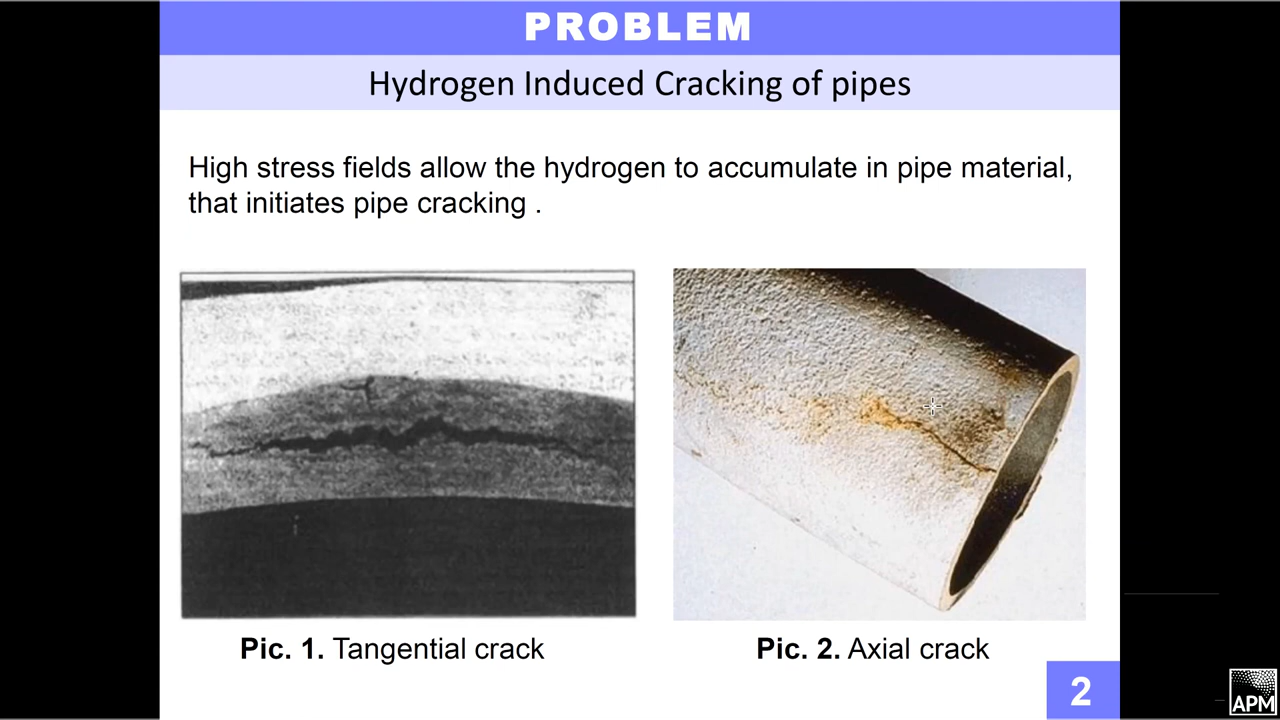 PROBLEM
Hydrogen Induced Cracking of pipes
High stress fields allow the hydrogen to accumulate in pipe material,
that initiates pipe cracking .
Pic. 1. Tangential crack
Pic. 2. Axial crack
2
APM